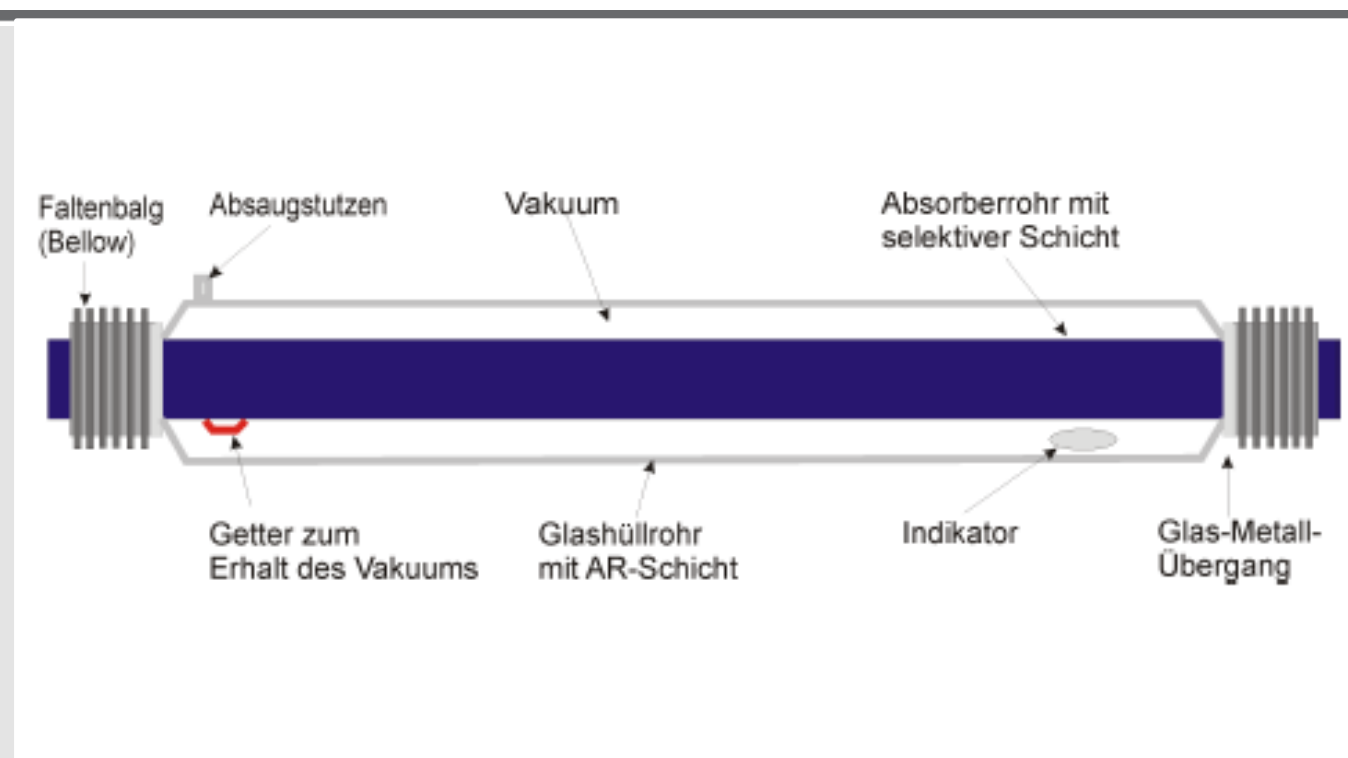 Faltenbalg
(Bellow)
Absaugstutzen
Vakuum
Absorberrohr mit
selektiver Schicht
Getter zum
Erhalt des Vakuums
Glashüllrohr
mit AR-Schicht
Indikator
Glas-Metall-
Übergang